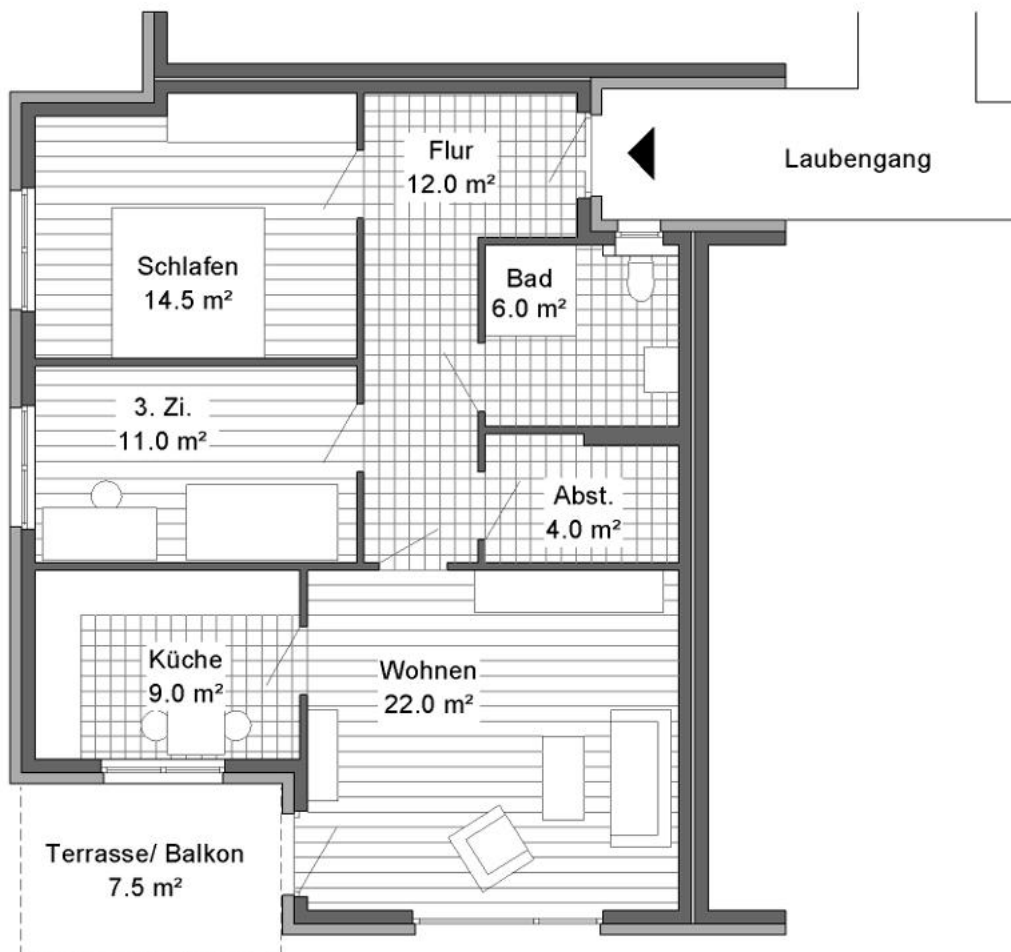 Flur
12.0 m²
Laubengang
Schlafen
14.5 m²
Bad
6.0 m²
3. Zi.
11.0 m²
Abst.
4.0 m²
Küche
9.0 m²
Wohnen
22.0 m²
Terrasse/ Balkon
7.5 m²